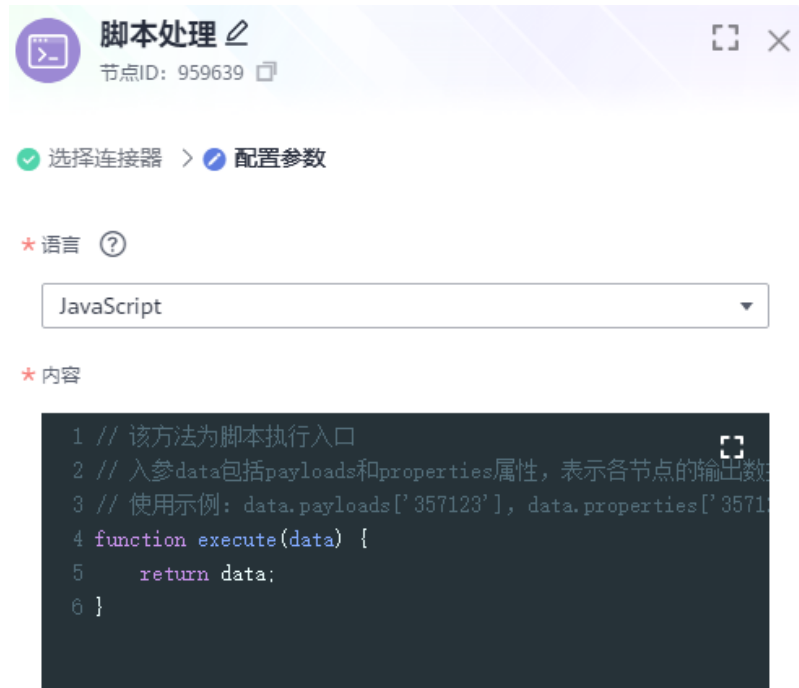 脚本处理
节点ID：959639
选择连接器 > 配置参数
* 语言 ?
JavaScript
* 内容
1 // 该方法为脚本执行入口
2 // 入参data包括payloads和properties属性，表示各节点的输出数
3 // 使用示例：data.payloads['357123']，data.properties['3571
4 function execute(data) {
5     return data;
6 }